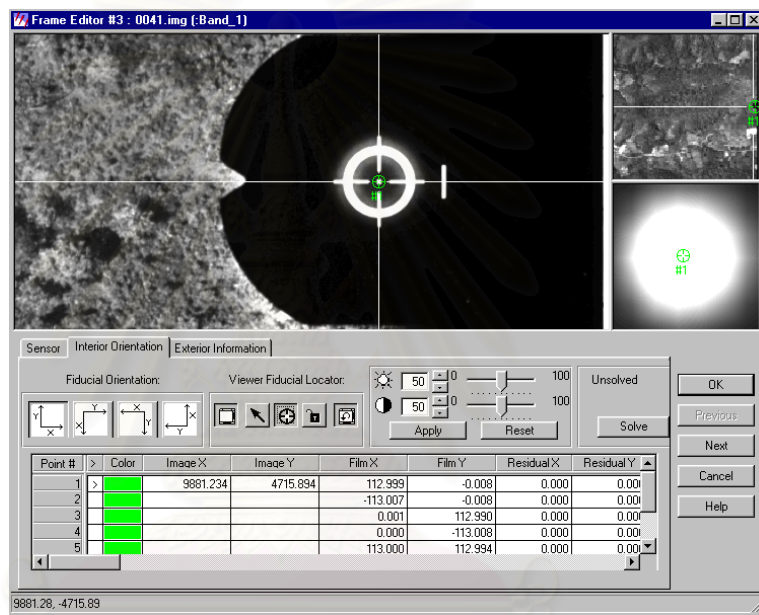 Frame Editor #3 : 0041.img (:Band_1)
#1
#1
Sensor Interior Orientation Exterior Information
Fiducial Orientation: Viewer Fiducial Locator: 50 0 100 Unsolved OK
Y X X Y X Y Y X 50 0 100 Previous
Apply Reset Solve
Next
Point # > Color Image X Image Y Film X Film Y Residual X Residual Y
1 > 9881.234 4715.894 112.999 -0.008 0.000
Cancel
2 -113.007 -0.008 0.000
3 0.001 112.990 0.000
Help
4 0.000 -113.008 0.000
5 113.000 112.994 0.000
9881.28, -4715.89